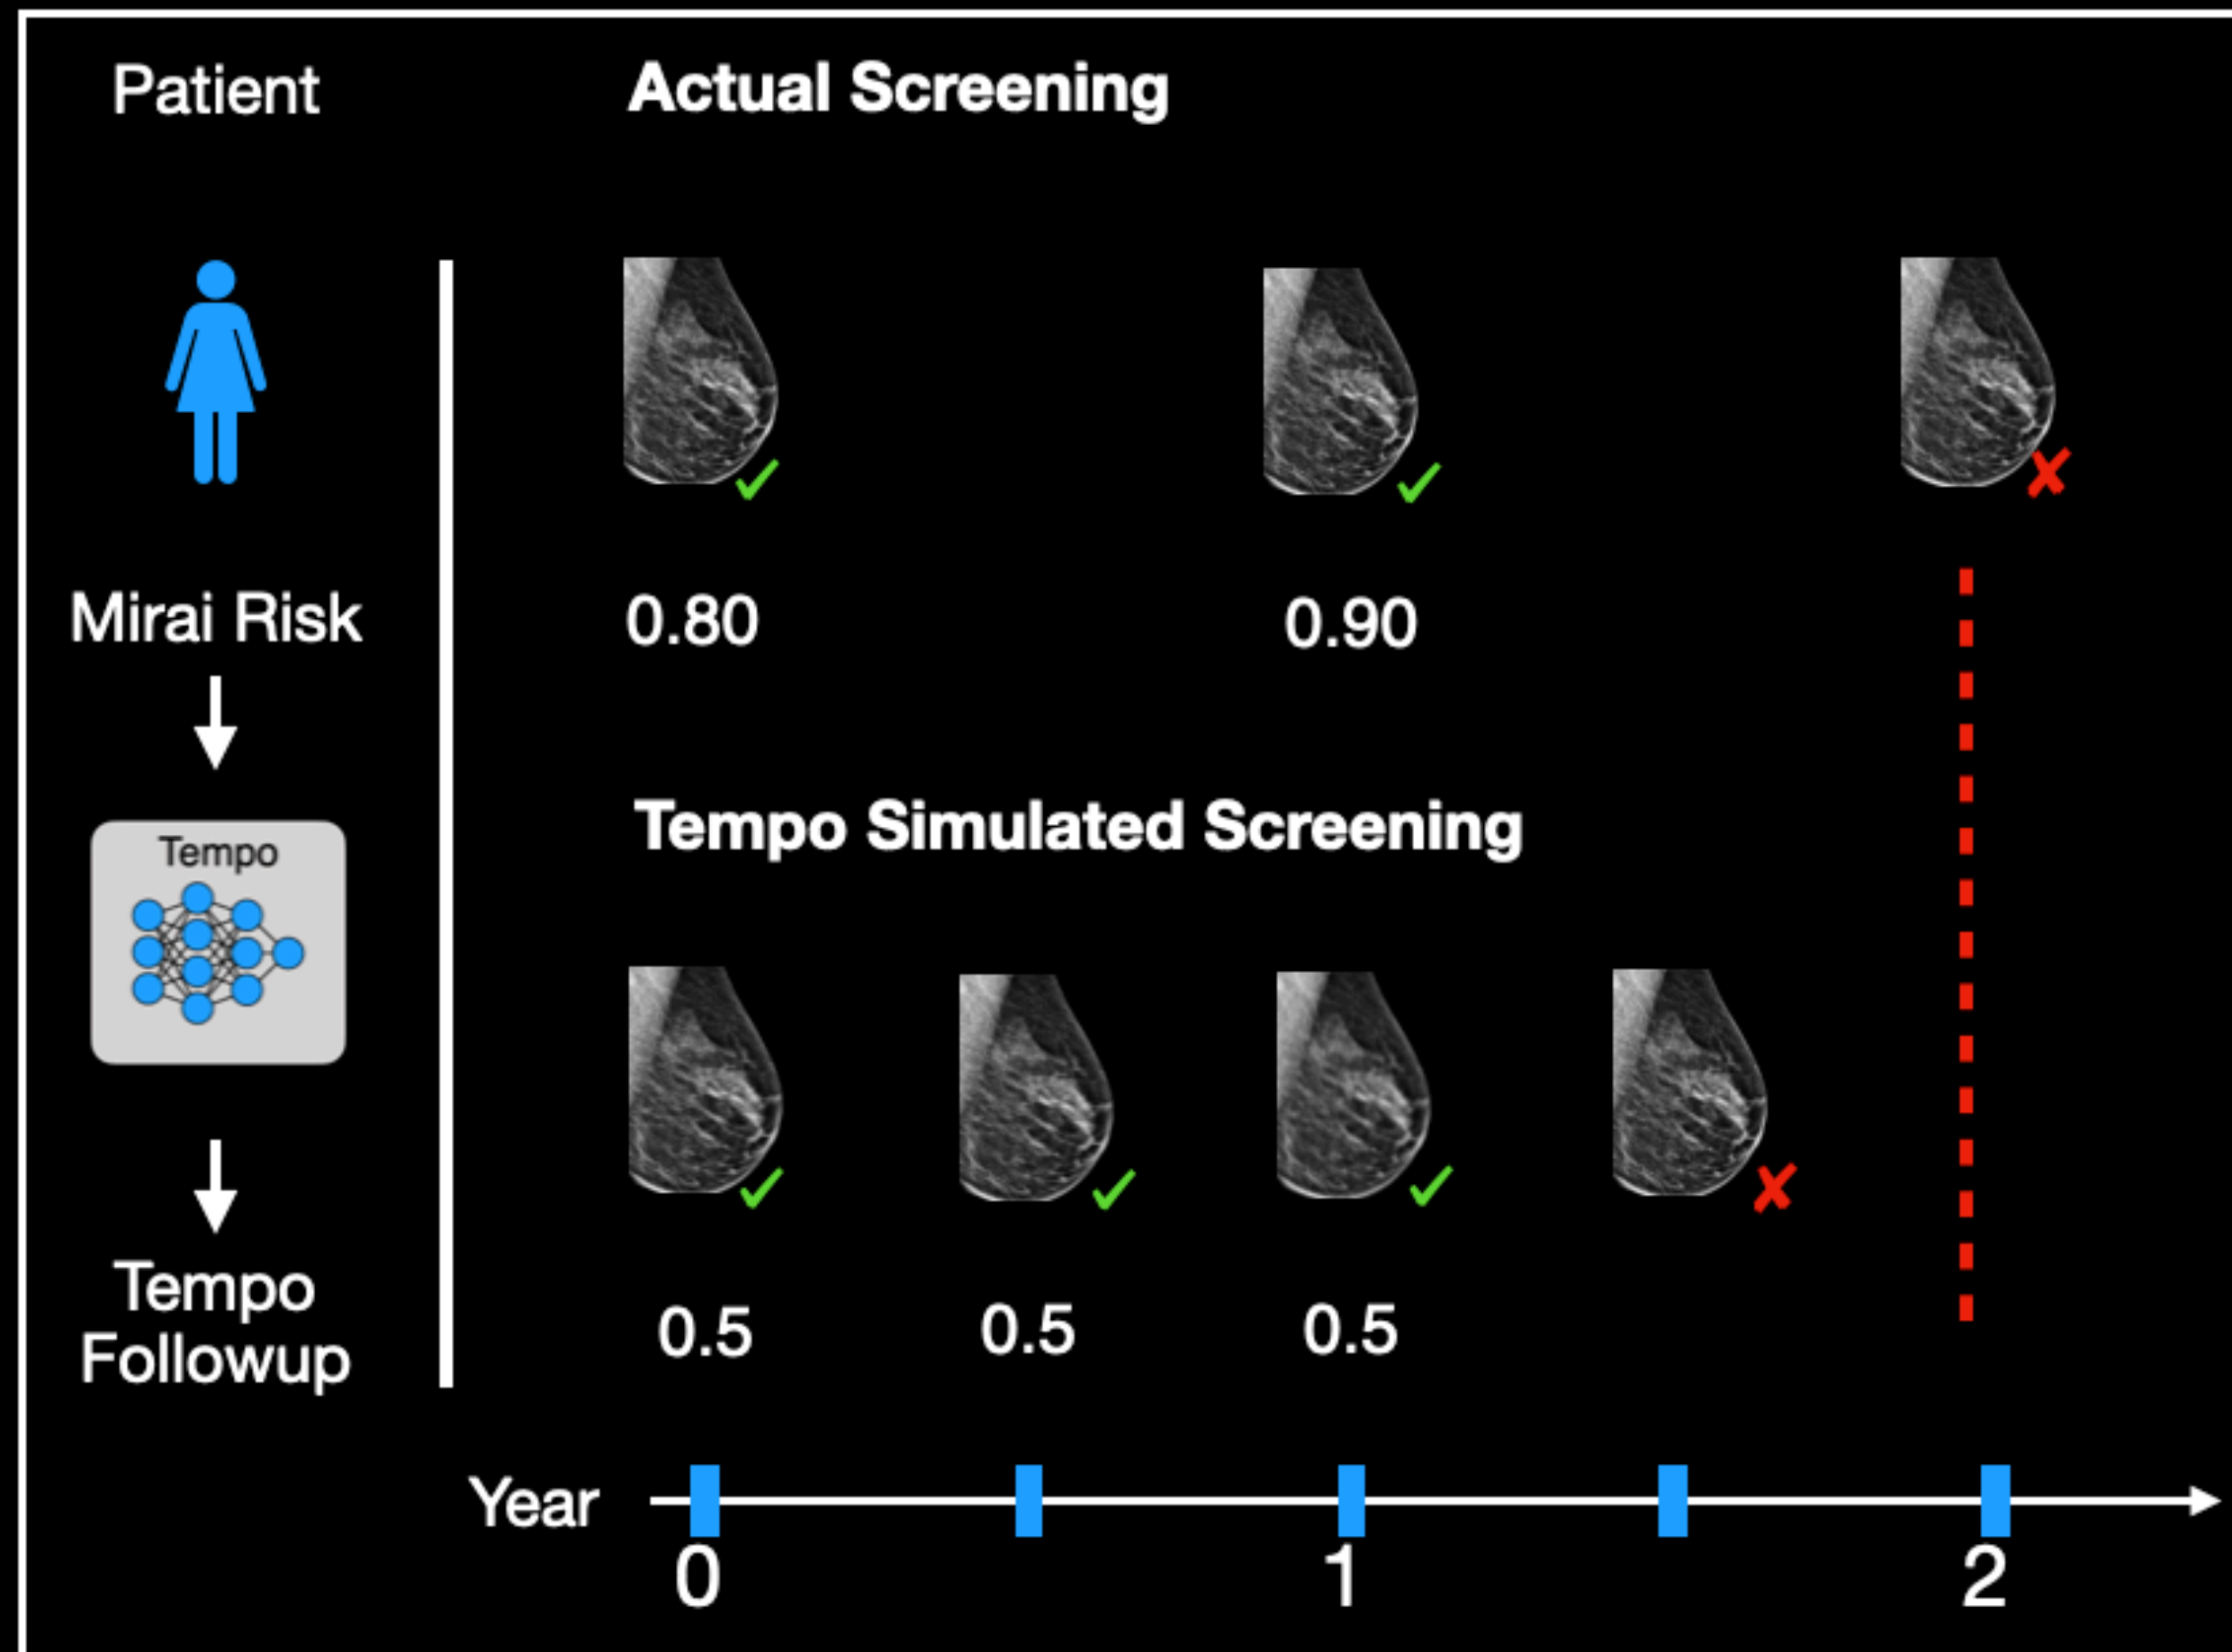 Patient
Actual Screening
Mirai Risk
0.80
0.90
Tempo Simulated Screening
Tempo
Tempo
Followup
0.5
0.5
0.5
Year
0
1
2